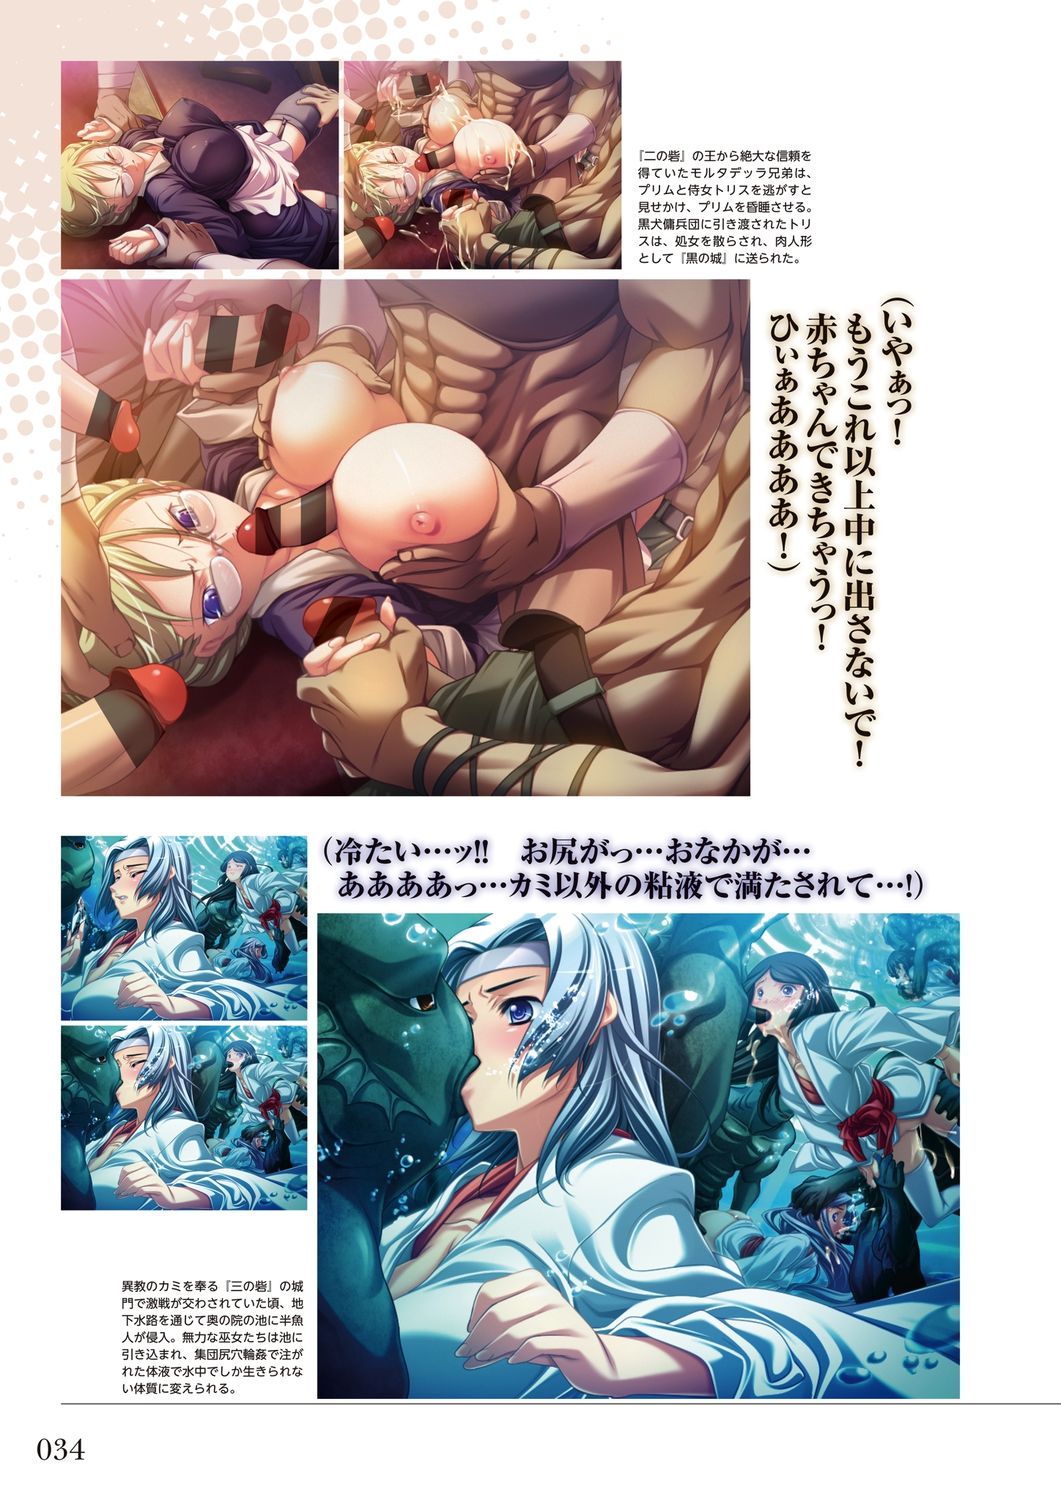 『二の砦』の王から絶大な信頼を
得ていたモルタデッラ兄弟は、
プリムと侍女トリスを逃がすと
見せかけ、プリムを昏睡させる。
黒犬傭兵団に引き渡されたトリ
スは、処女を散らされ、肉人形
として『黒の城』に送られた。
（いやぁっ！
もうこれ以上中に出さないで！
赤ちゃんできちゃうっ！
ひぃぁああああ！）
（冷たい…ッ!!　お尻がっ…おなかが…
ああああっ…カミ以外の粘液で満たされて…!）
異教のカミを奉る『三の砦』の城
門で激戦が交わされていた頃、地
下水路を通じて奥の院の池に半魚
人が侵入。無力な巫女たちは池に
引き込まれ、集団尻穴輪姦で注が
れた体液で水中でしか生きられな
い体質に変えられる。
034